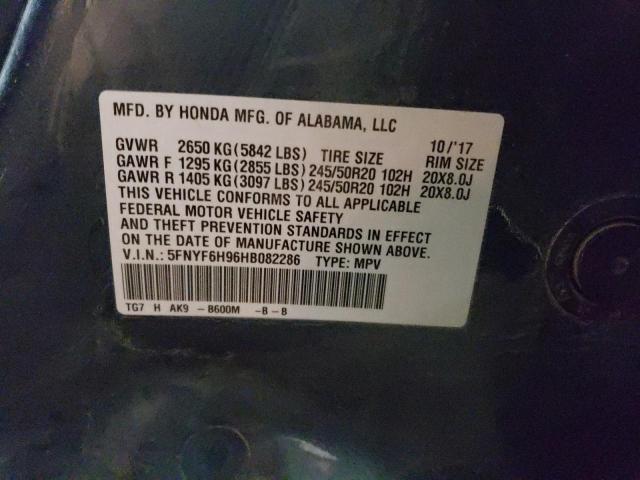 MFD. BY HONDA MFG. OF ALABAMA, LLC
GVWR 2650 KG(5842 LBS) TIRE SIZE 10/'17 RIM SIZE
GAWR F 1295 KG(2855 LBS)245/50R20 102H 20X8.0J
GAWR R 1405 KG(3097 LBS)245/50R20 102H 20X8.0J
THIS VEHICLE CONFORMS TO ALL APPLICABLE
FEDERAL MOTOR VEHICLE SAFETY
AND THEFT PREVENTION STANDARDS IN EFFECT
ON THE DATE OF MANUFACTURE SHOWN ABOVE.
V.I.N.: 5FNYF6H96HB082286 TYPE: MPV
TG7 H AK9 -B600M -B -B